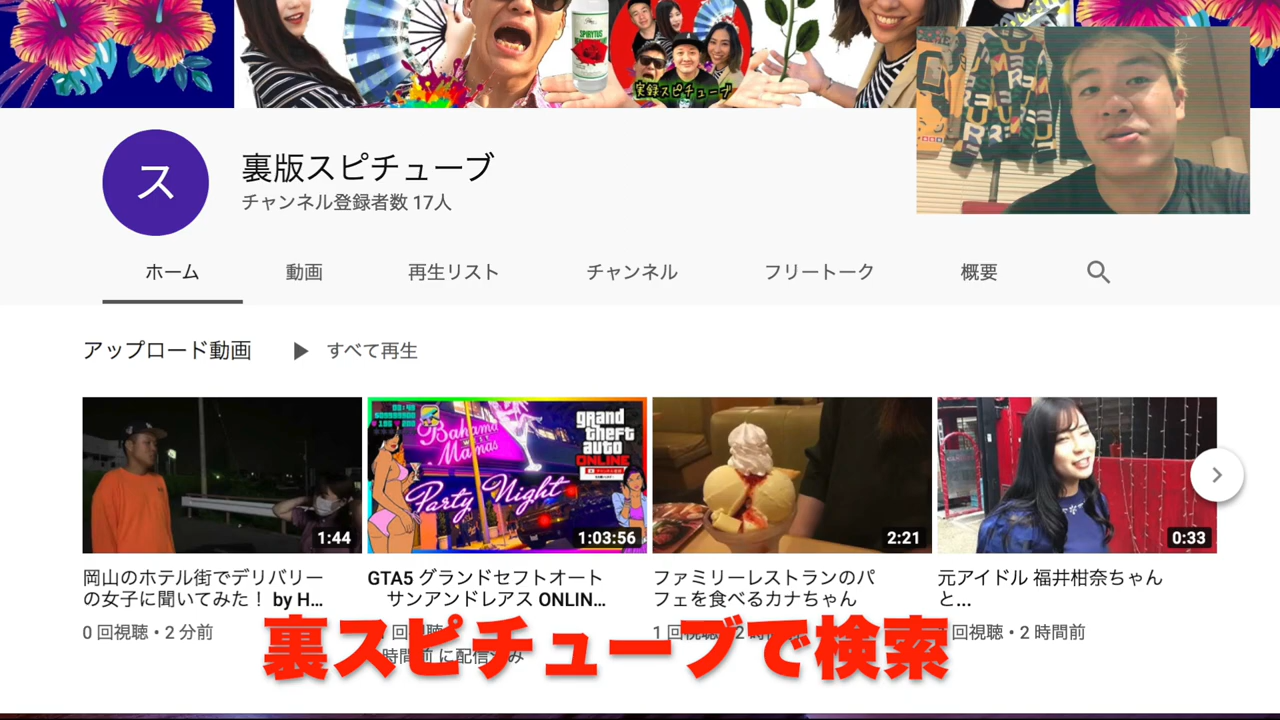 SPIRYTUS
実録スピチューブ
ス
裏版スピチューブ
チャンネル登録者数 17人
ホーム
動画
再生リスト
チャンネル
フリートーク
概要
アップロード動画
すべて再生
Bahama
Mamas
Party Night
grand
theft
auto
ONLINE
1:44
1:03:56
2:21
0:33
岡山のホテル街でデリバリー
の女子に聞いてみた! by H...
GTA5 グランドセフトオート
サンアンドレアス ONLIN...
ファミリーレストランのパ
フェを食べるカナちゃん
元アイドル 福井柑奈ちゃん
と...
0 回視聴・2 分前
回視聴・2 時間前
裏スピチューブで検索